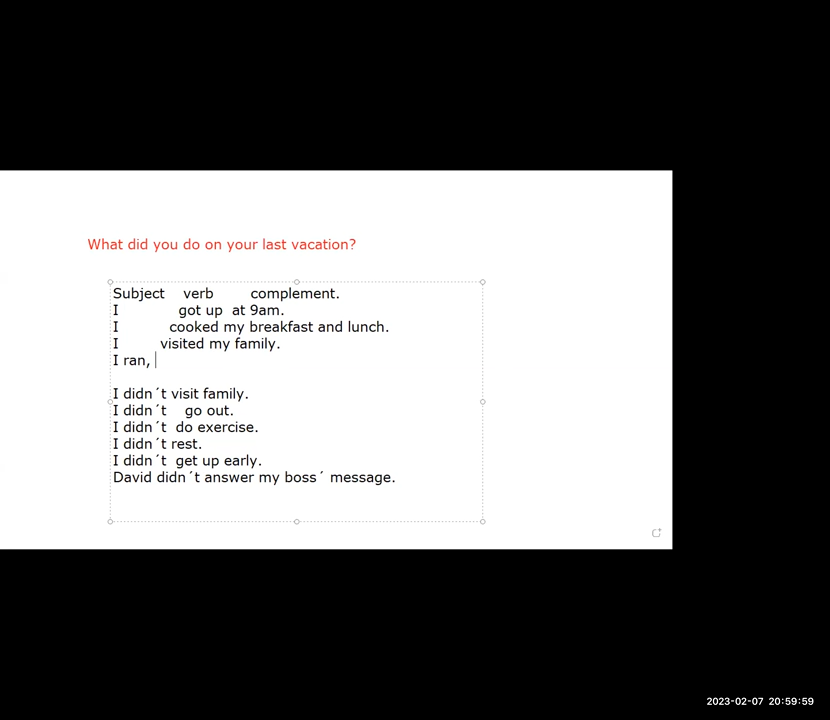 What did you do on your last vacation?
Subject verb complement.
I got up at 9am.
I cooked my breakfast and lunch.
I visited my family.
I ran,
I didn´t visit family.
I didn´t go out.
I didn´t do exercise.
I didn´t rest.
I didn´t get up early.
David didn´t answer my boss´ message.
2023-02-07 20:59:59